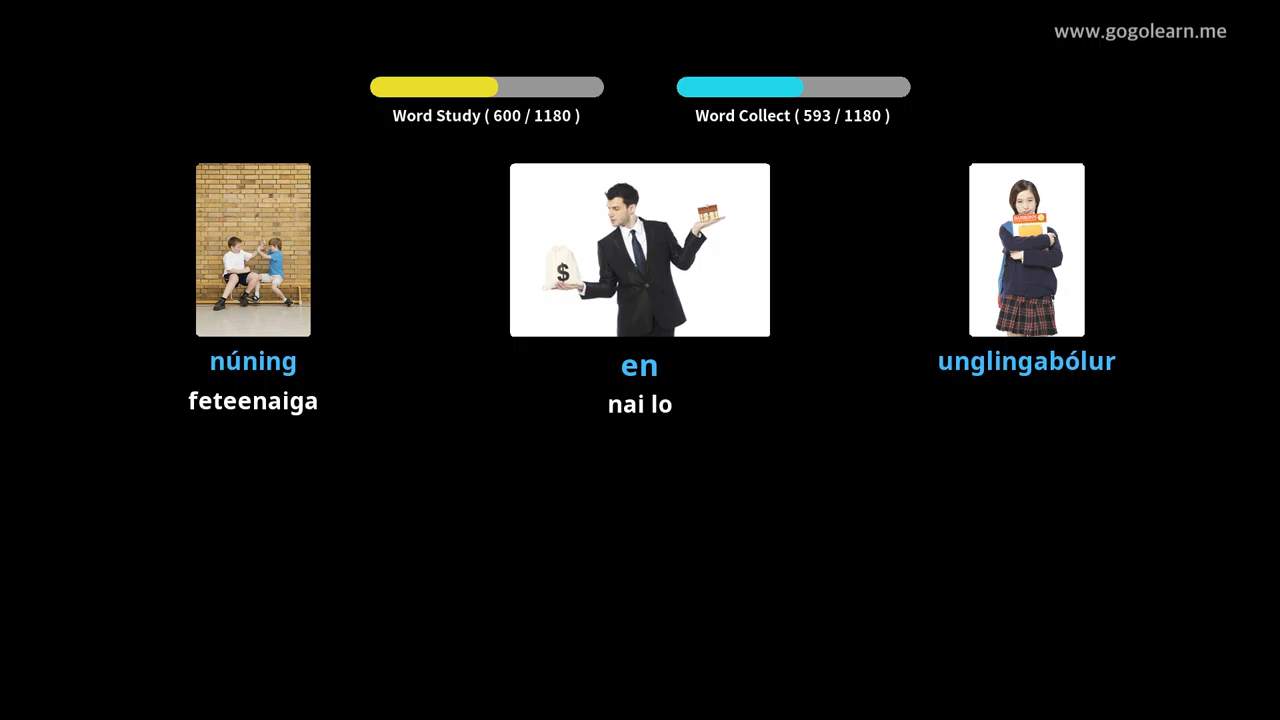 www.gogolearn.me
Word Study ( 600 / 1180 )
Word Collect ( 593 / 1180 )
$
núning
feteenaiga
en
nai lo
unglingabólur